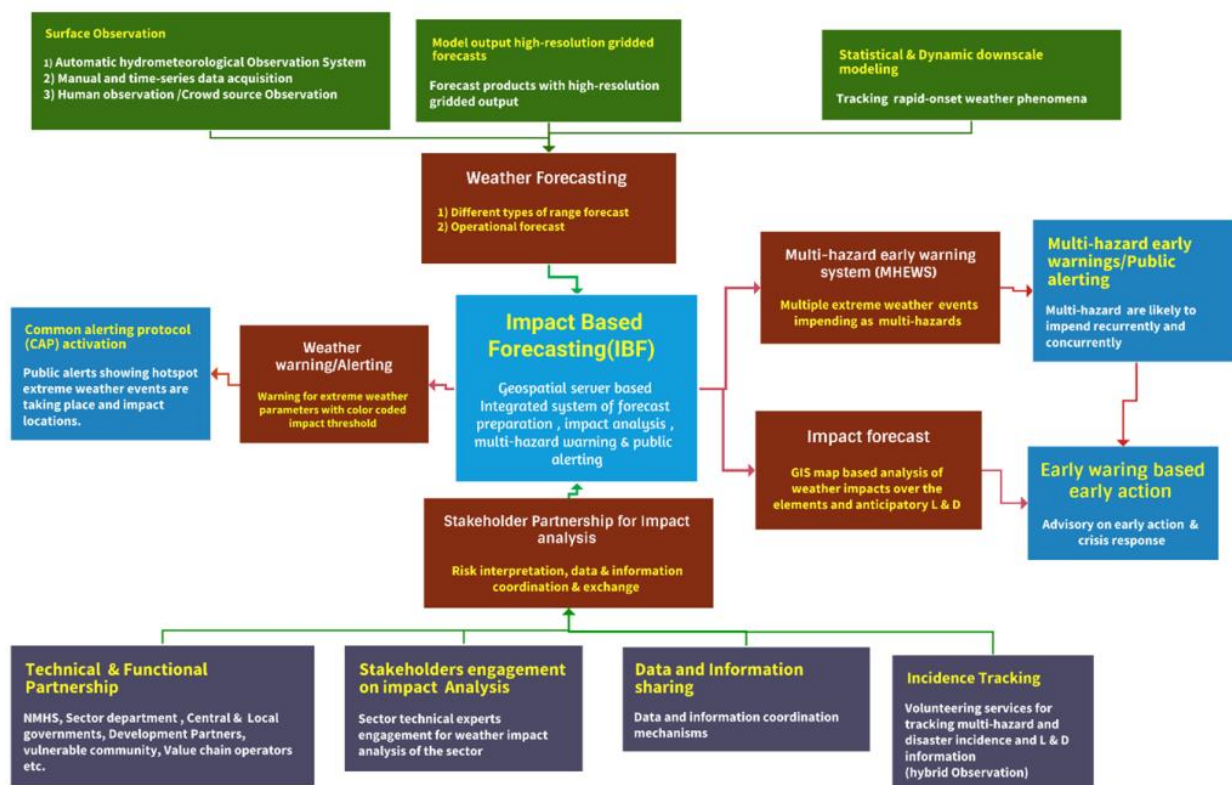 Surface Observation
1) Automatic hydrometeorological Observation System
2) Manual and time-series data acquisition
3) Human observation /Crowd source Observation
Model output high-resolution gridded
forecasts
Forecast products with high-resolution
gridded output
Statistical & Dynamic downscale
modeling
Tracking rapid-onset weather phenomena
Weather Forecasting
1) Different types of range forecast
2) Operational forecast
Multi-hazard early warning
system (MHEWS)
Multiple extreme weather events
impending as multi-hazards
Multi-hazard early
warnings/Public
alerting
Multi-hazard are likely to
impend recurrently and
concurrently
Common alerting protocol
(CAP) activation
Public alerts showing hotspot
extreme weather events are
taking place and impact
locations.
Weather
warning/Alerting
Warning for extreme weather
parameters with color coded
impact threshold
Impact Based
Forecasting(IBF)
Geospatial server based
Integrated system of forecast
preparation , impact analysis ,
multi-hazard warning & public
alerting
Impact forecast
GIS map based analysis of
weather impacts over the
elements and anticipatory L & D
Early waring based
early action
Advisory on early action &
crisis response
Stakeholder Partnership for Impact
analysis
Risk interpretation, data & information
coordination & exchange
Technical & Functional
Partnership
NMHS, Sector department , Central & Local
governments, Development Partners,
vulnerable community, Value chain operators
etc.
Stakeholders engagement
on impact Analysis
Sector technical experts
engagement for weather impact
analysis of the sector
Data and Information
sharing
Data and information coordination
mechanisms
Incidence Tracking
Volunteering services for
tracking multi-hazard and
disaster incidence and L & D
information
(hybrid Observation)